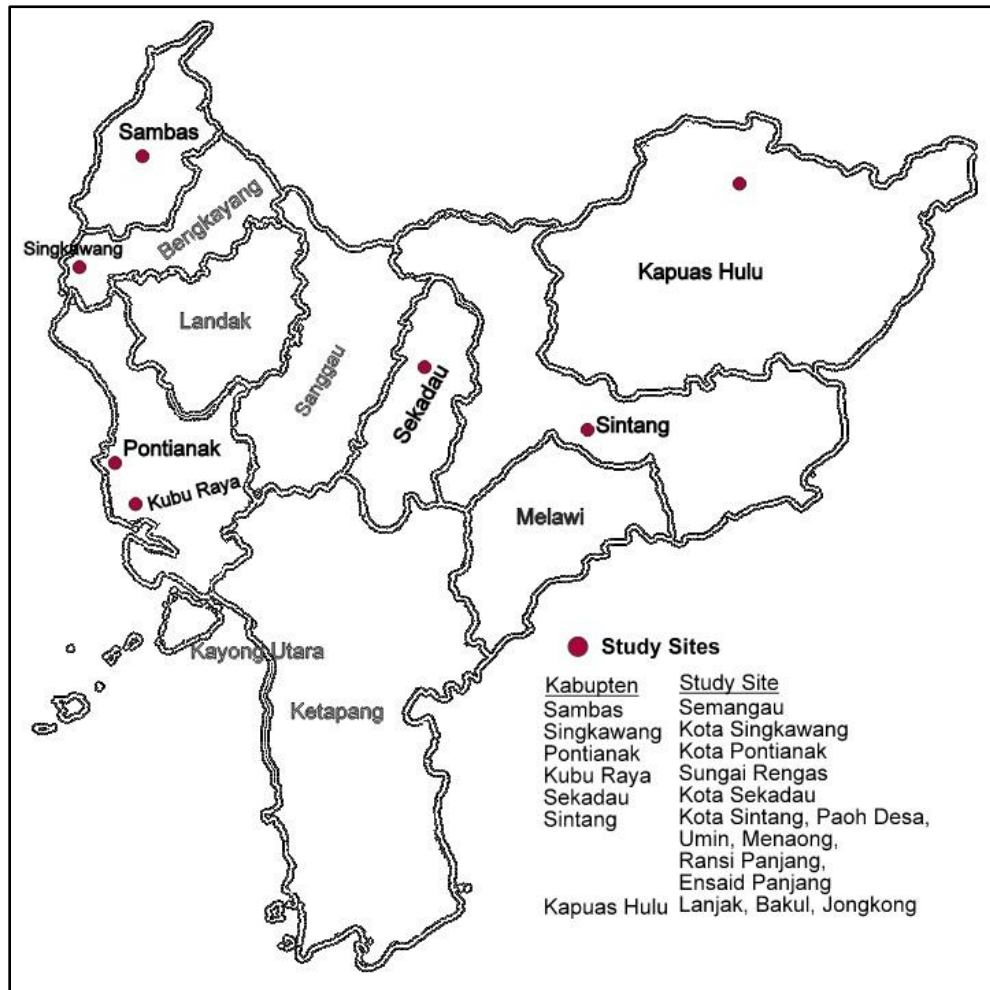 Sambas
Bengkayang
Singkawang
Kapuas Hulu
Landak
Sanggau
Sekadau
Sintang
Pontianak
Kubu Raya
Melawi
Kayong Utara
Ketapang
Study Sites
Kabupten Study Site
Sambas Semangau
Singkawang Kota Singkawang
Pontianak Kota Pontianak
Kubu Raya Sungai Rengas
Sekadau Kota Sekadau
Sintang Kota Sintang, Paoh Desa,
Umin, Menaong,
Ransi Panjang,
Ensaid Panjang
Kapuas Hulu Lanjak, Bakul, Jongkong